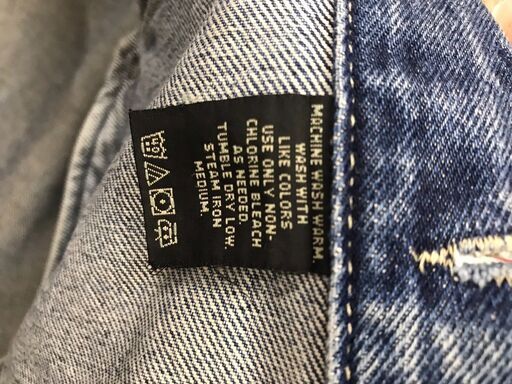 MACHINE WASH WARM
WASH WITH
LIKE COLORS
USE ONLY NON-
CHLORINE BLEACH
AS NEEDED.
TUMBLE DRY LOW.
STEAM IRON
MEDIUM.